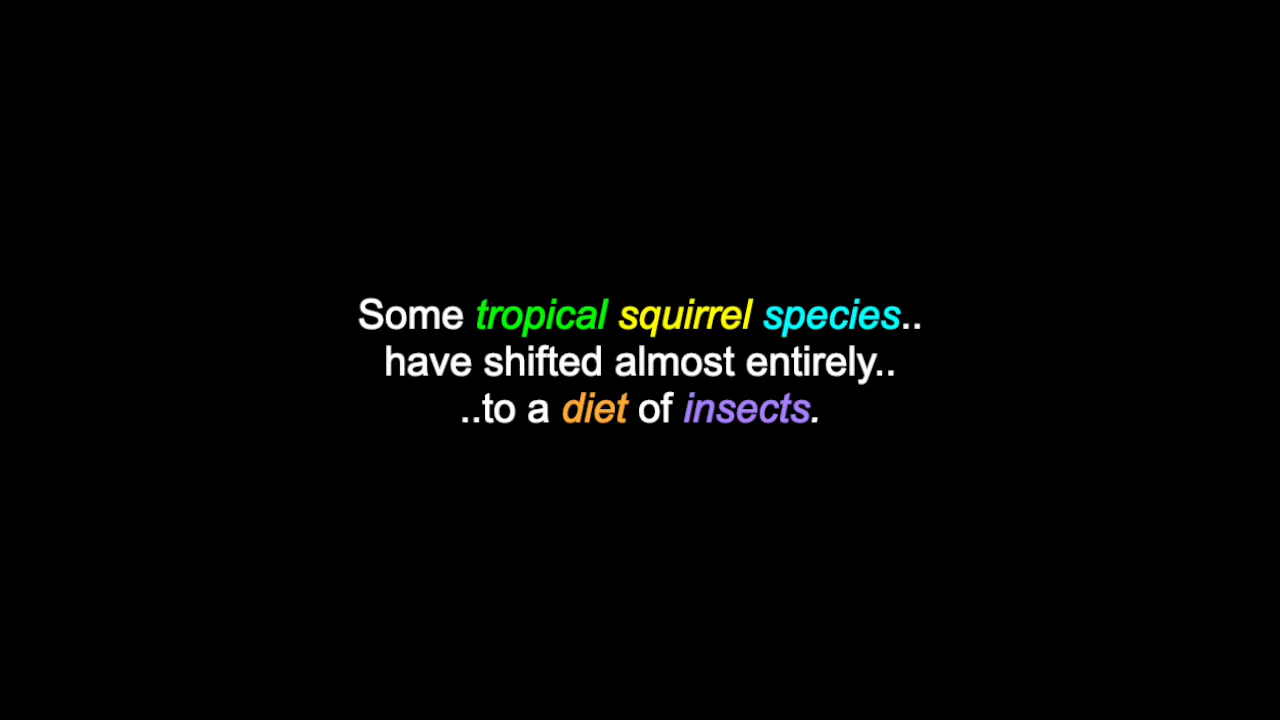 Some tropical squirrel species..
have shifted almost entirely..
..to a diet of insects.